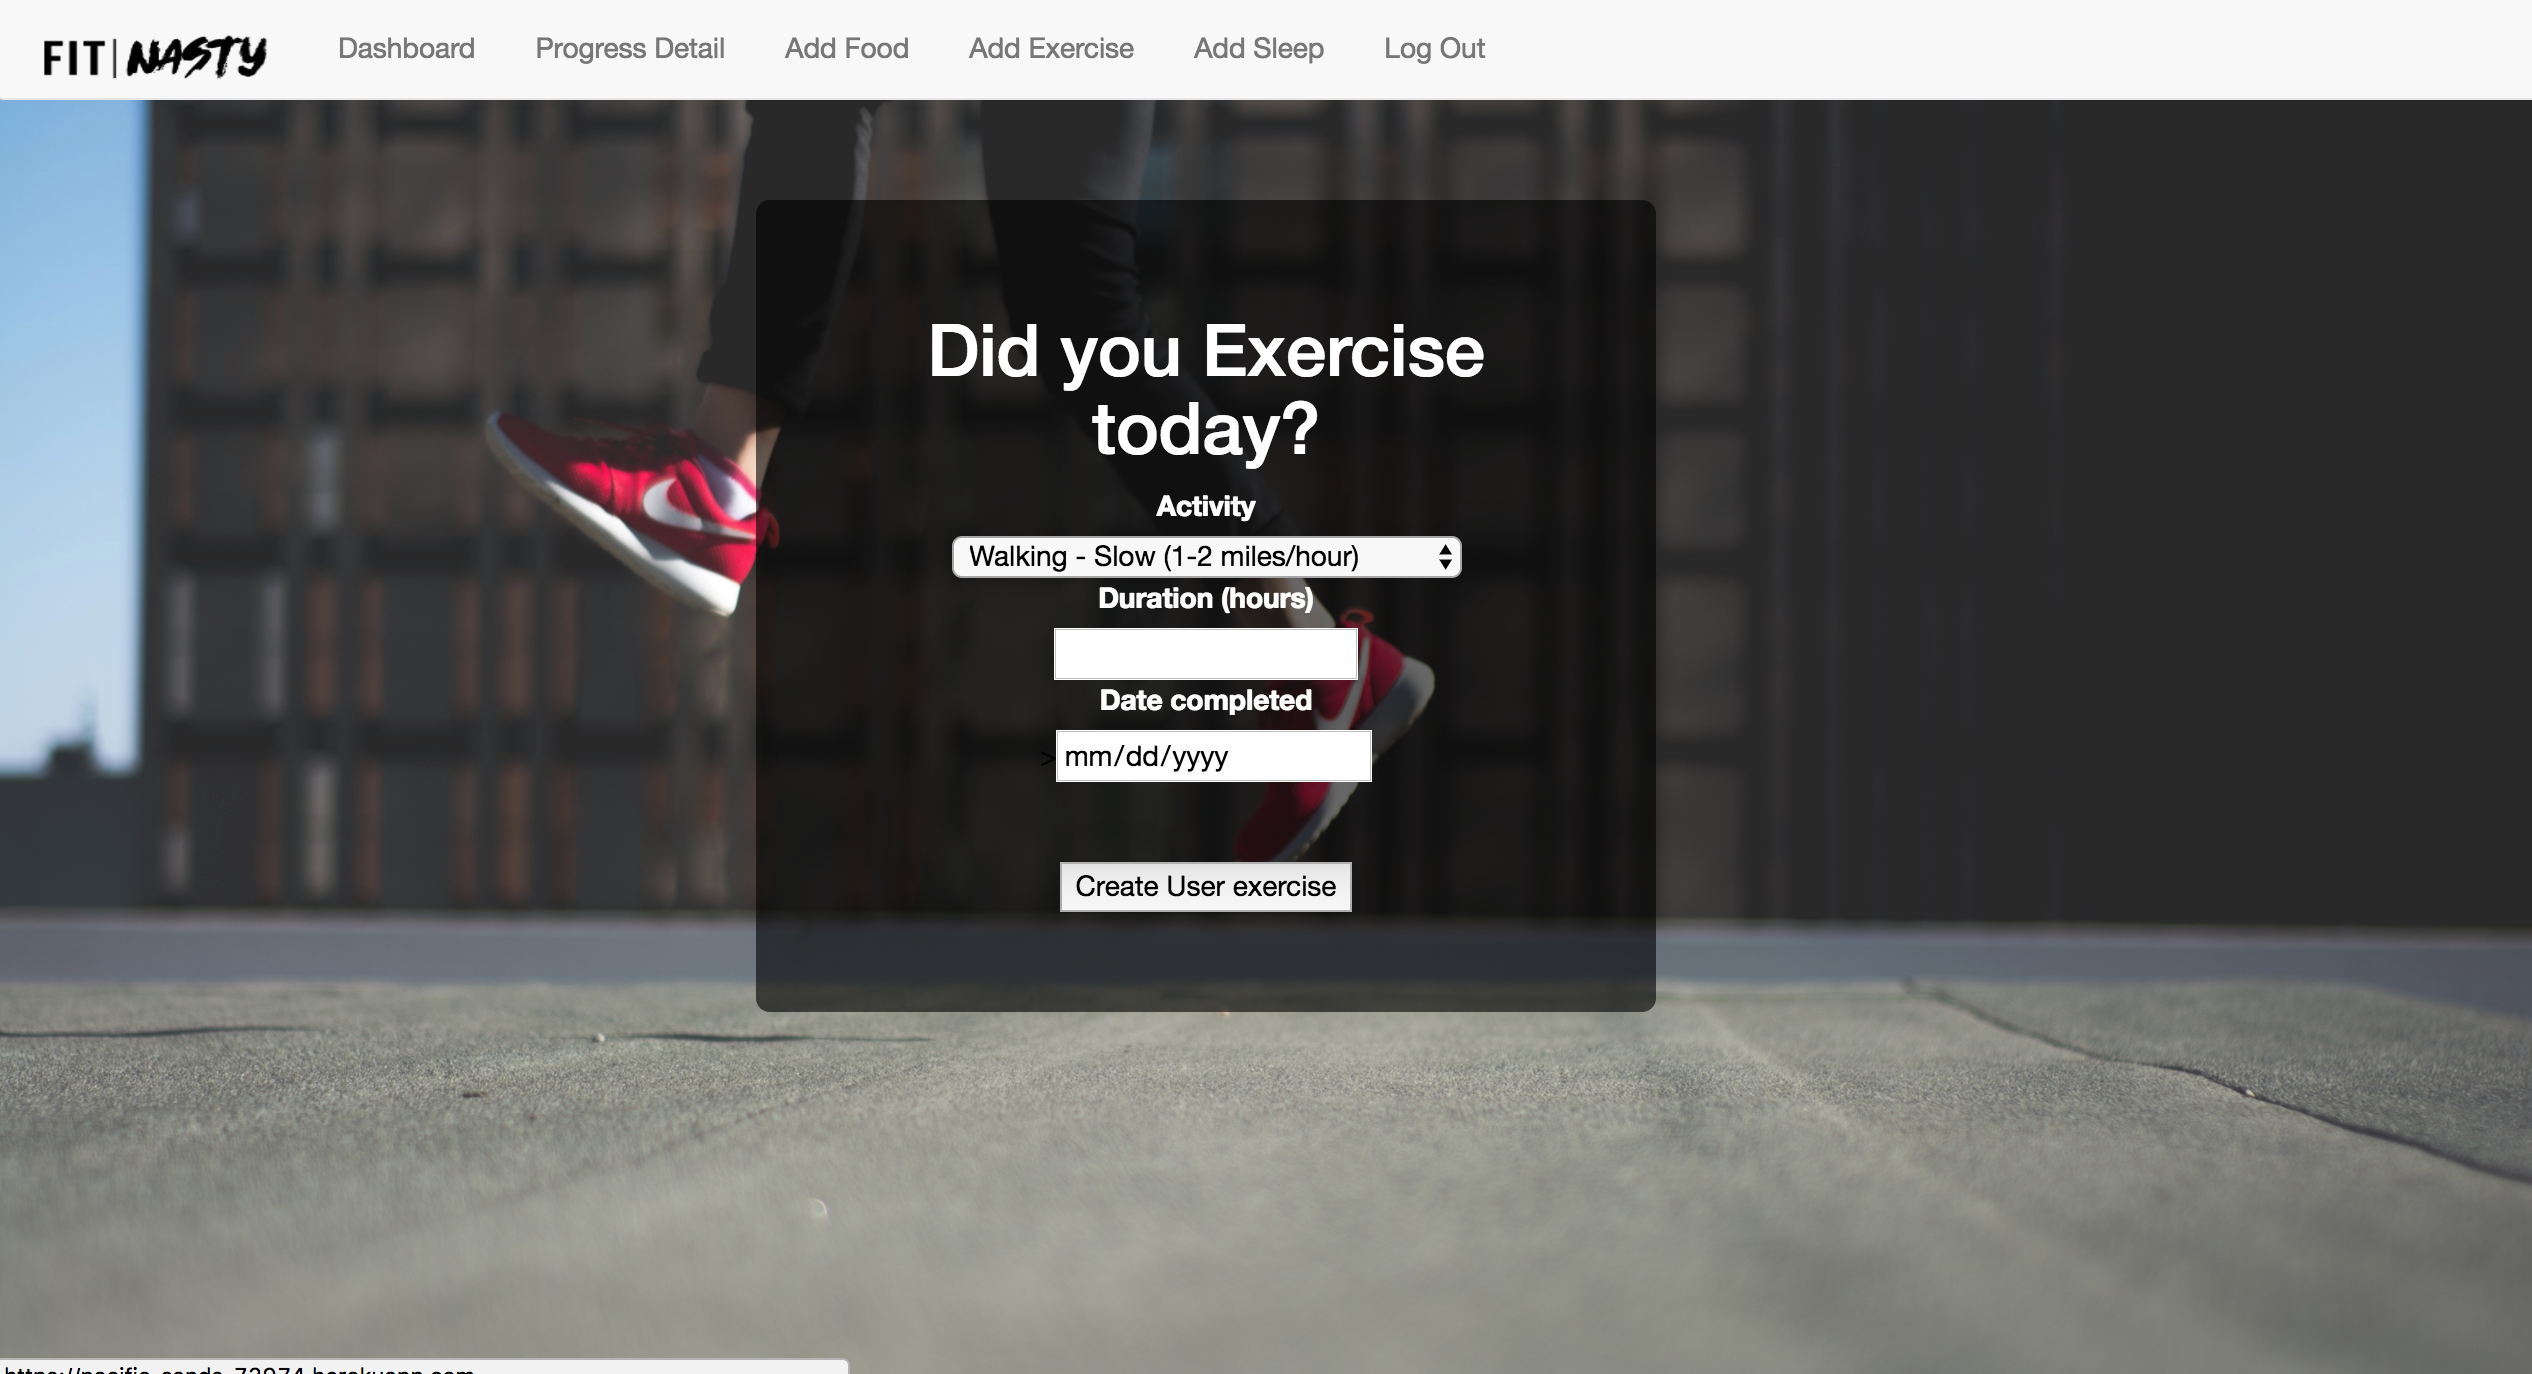 FIT|NASTY
Dashboard
Progress Detail
Add Food
Add Exercise
Add Sleep
Log Out
Did you Exercise
today?
Activity
Walking - Slow (1-2 miles/hour)
Duration (hours)
Date completed
>
mm/dd/yyyy
Create User exercise